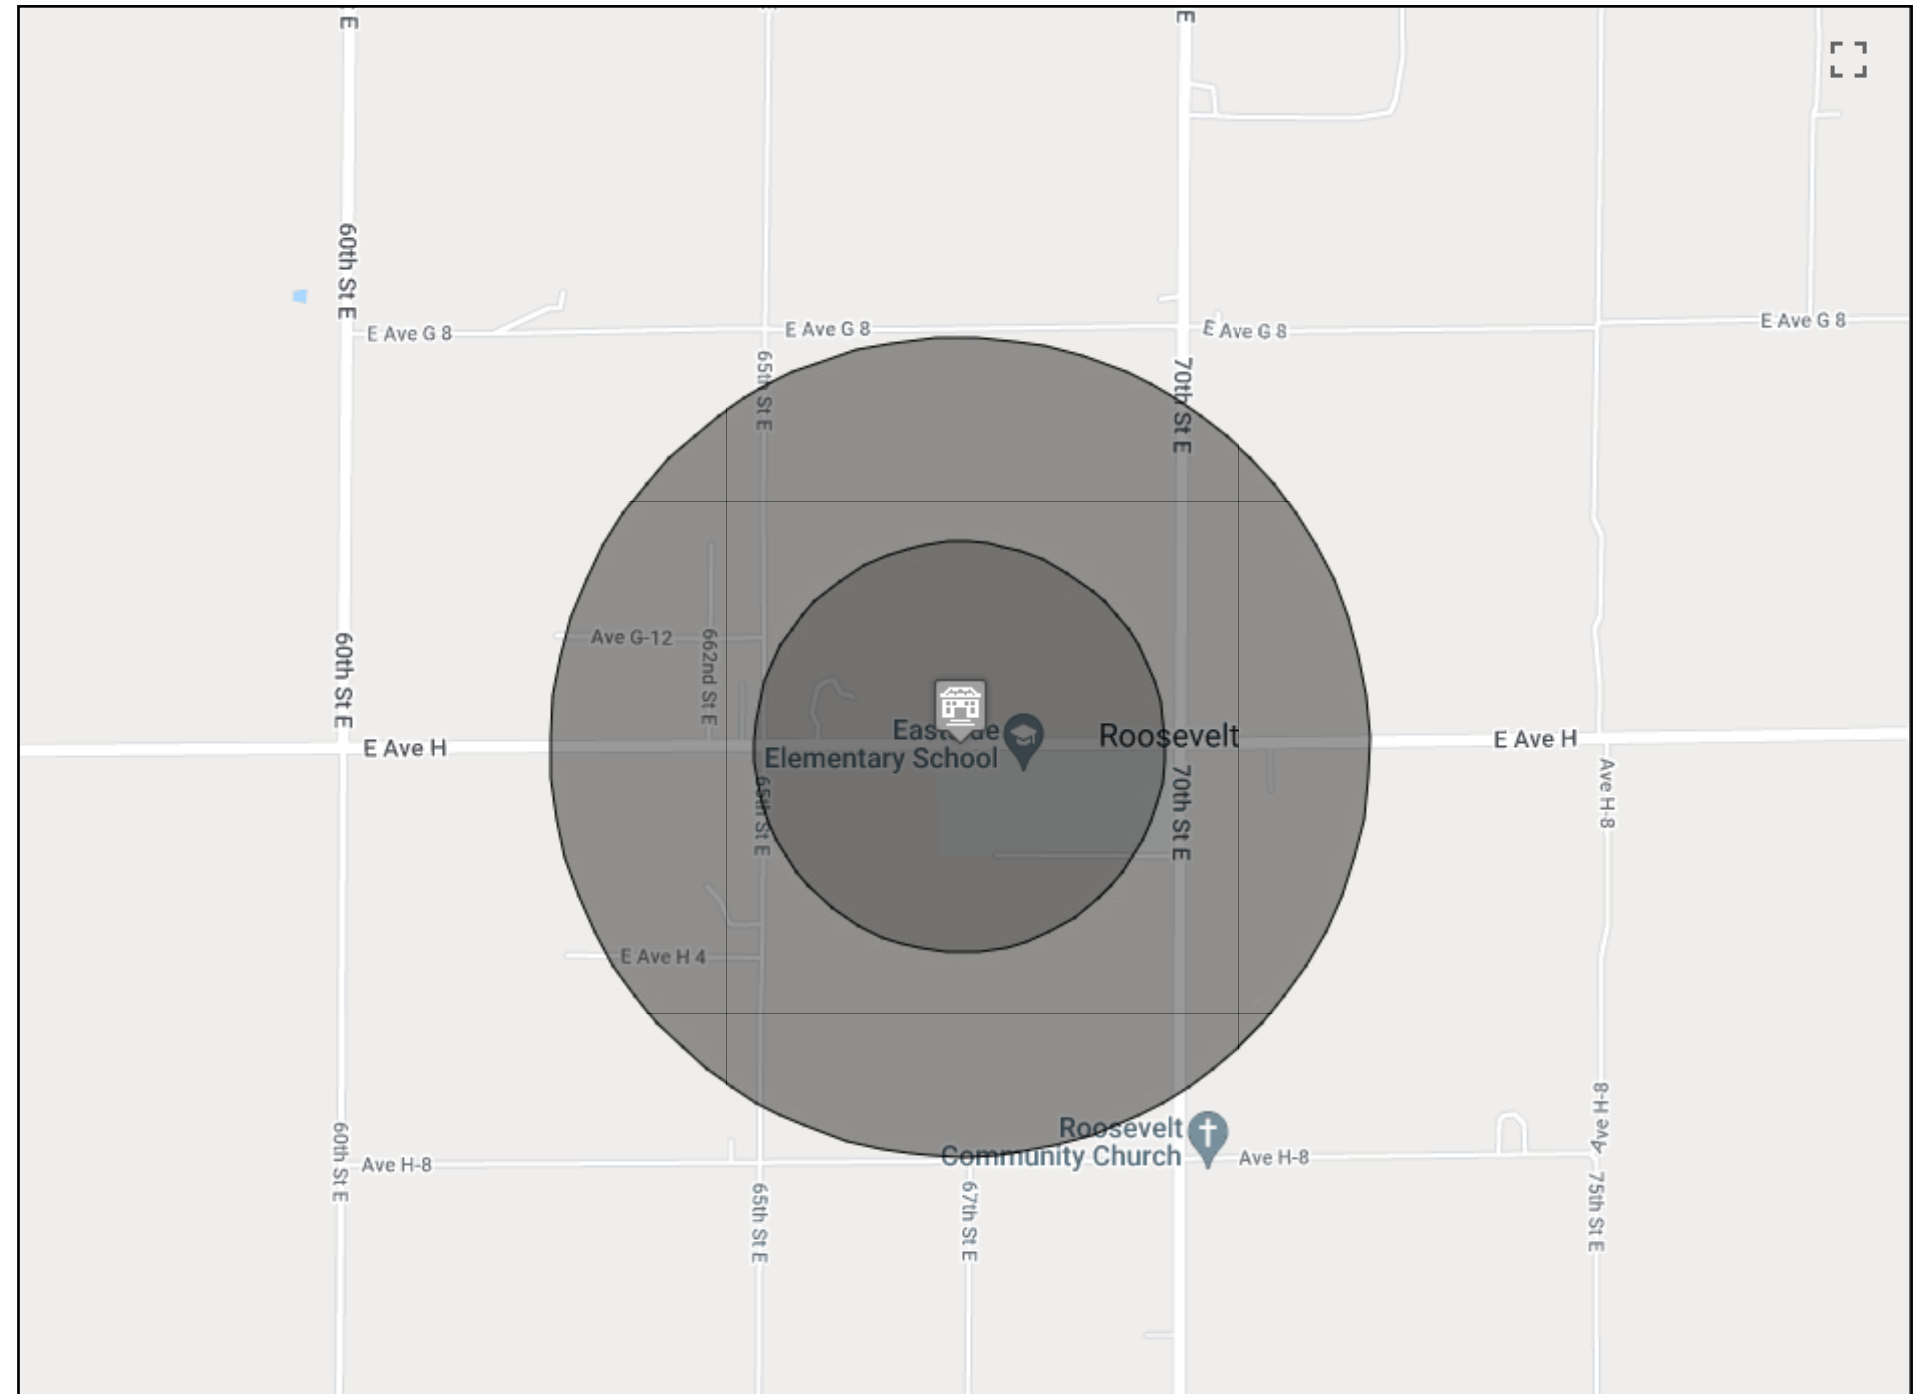 E
E
60th St E
E Ave G 8
E Ave G 8
E Ave G 8
E Ave G 8
65th St E
70th St E
Ave G-12
662nd St E
60th St E
E Ave H
Eastside
Elementary School
Roosevelt
E Ave H
65th St E
70th St E
Ave H-8
E Ave H 4
Roosevelt
Community Church
Ave H-8
60th St E
Ave H-8
Ave H-8
65th St E
67th St E
75th St E